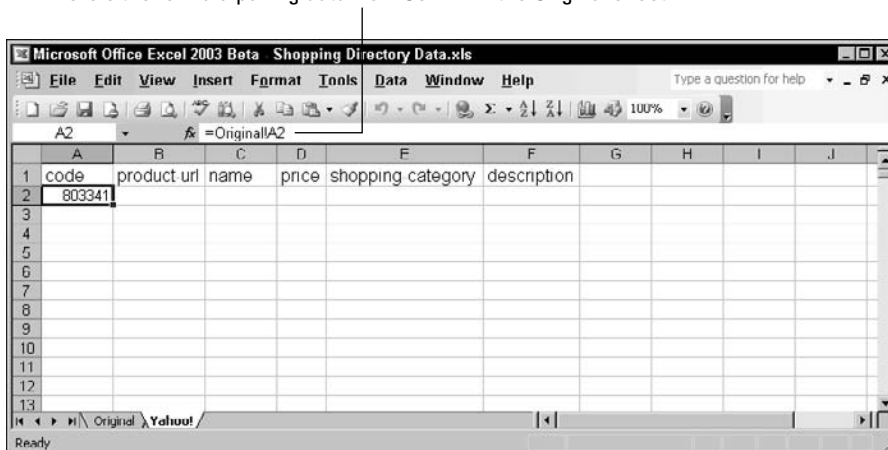 Microsoft Office Excel 2003 Beta - Shopping Directory Data.xls
File Edit View Insert Format Tools Data Window Help Type a question for help
100%
A2 fx =Original!A2
A B C D E F G H I J
1 code product-url name price shopping-category description
2 803341
3
4
5
6
7
8
9
10
11
12
13
Original Yahoo!
Ready